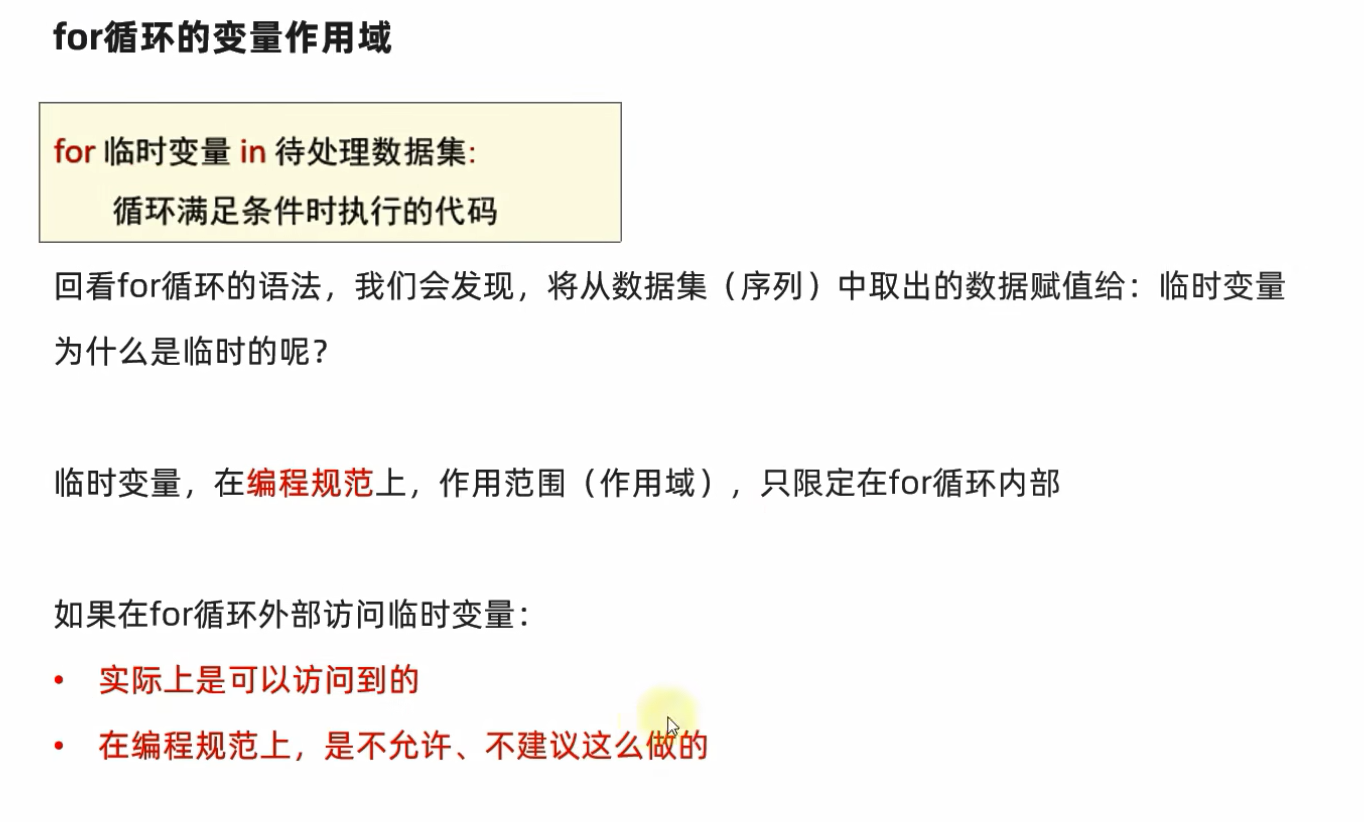 for循环的变量作用域
for 临时变量 in 待处理数据集:
循环满足条件时执行的代码
回看for循环的语法，我们会发现，将从数据集（序列）中取出的数据赋值给：临时变量
为什么是临时的呢？
临时变量，在编程规范上，作用范围（作用域），只限定在for循环内部
如果在for循环外部访问临时变量：
• 实际上是可以访问到的
• 在编程规范上，是不允许、不建议这么做的